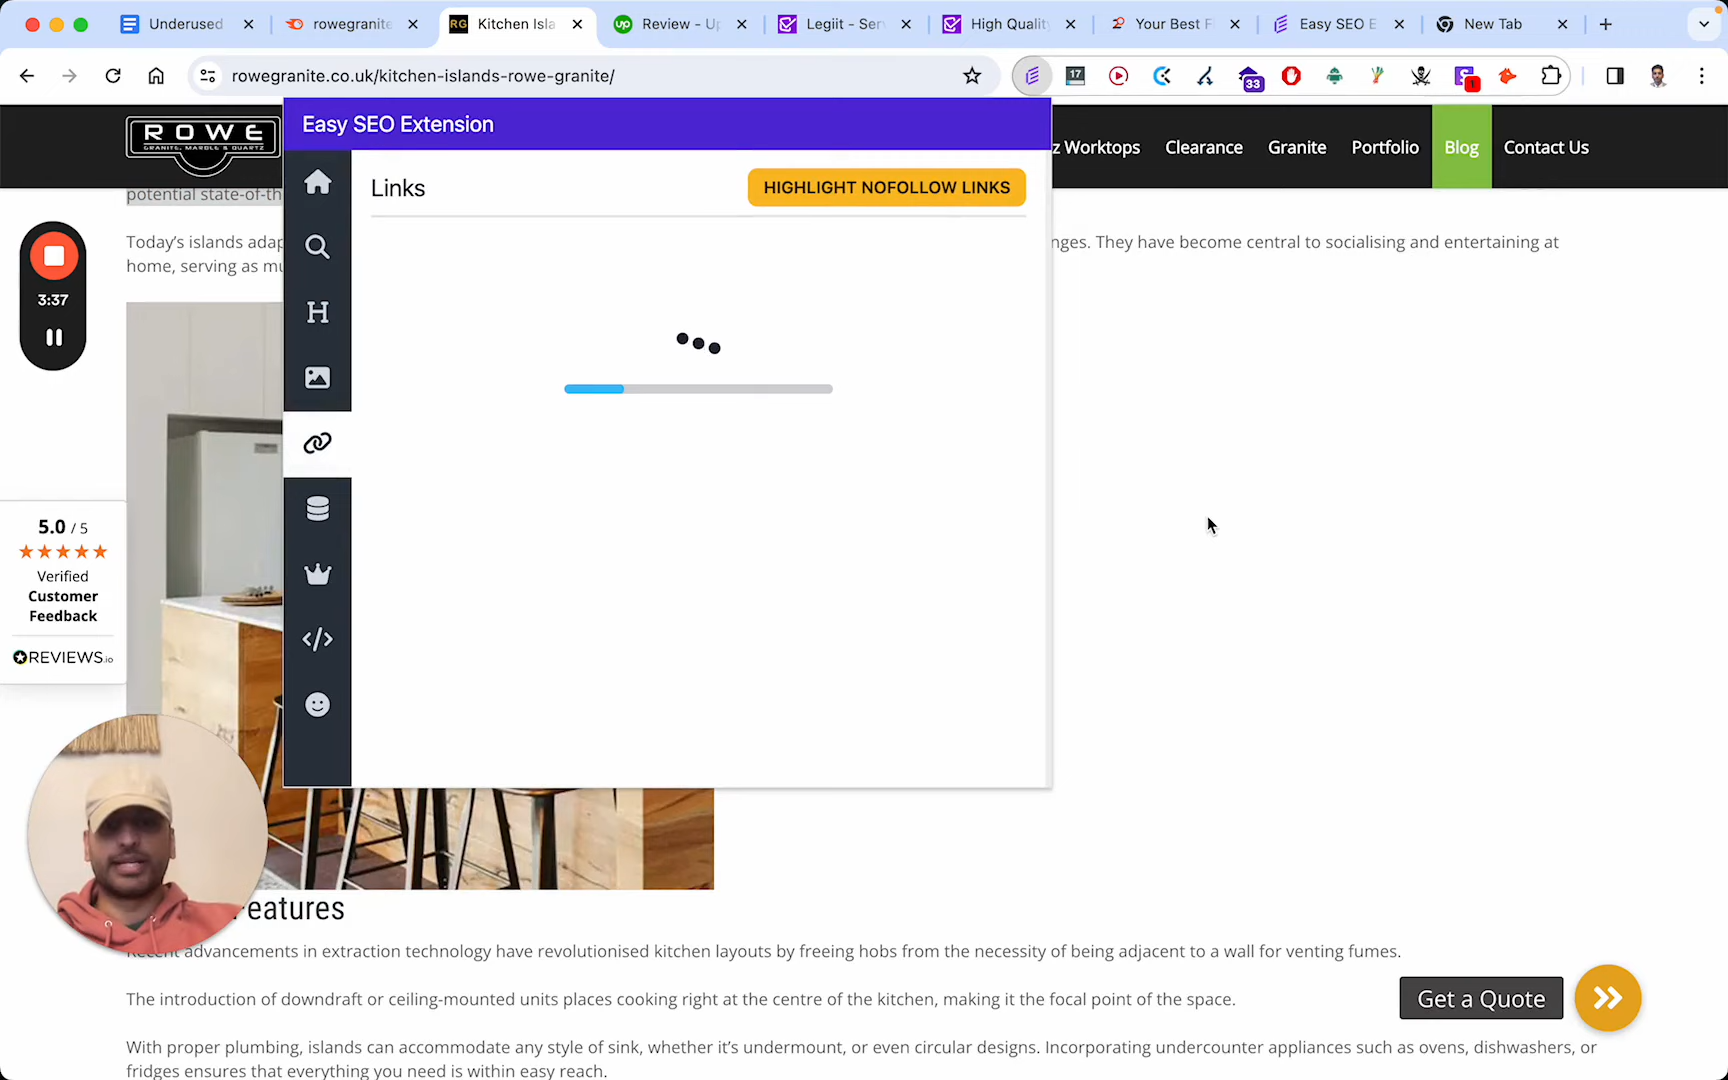 Underused
rowegranite
Kitchen Isla
Review - Up
Legiit - Ser
High Quality
Your Best F
Easy SEO E
New Tab
rowegranite.co.uk/kitchen-islands-rowe-granite/
17
33
1
Easy SEO Extension
ROWE
GRANITE, MARBLE & QUARTZ
z Worktops
Clearance
Granite
Portfolio
Blog
Contact Us
Links
HIGHLIGHT NOFOLLOW LINKS
potential state-of-th
Today's islands adap
nges. They have become central to socialising and entertaining at
home, serving as mu
3:37
5.0 / 5
Verified
Customer
Feedback
REVIEWS.io
eatures
Recent advancements in extraction technology have revolutionised kitchen layouts by freeing hobs from the necessity of being adjacent to a wall for venting fumes.
The introduction of downdraft or ceiling-mounted units places cooking right at the centre of the kitchen, making it the focal point of the space.
Get a Quote
With proper plumbing, islands can accommodate any style of sink, whether it's undermount, or even circular designs. Incorporating undercounter appliances such as ovens, dishwashers, or
fridges ensures that everything you need is within easy reach.